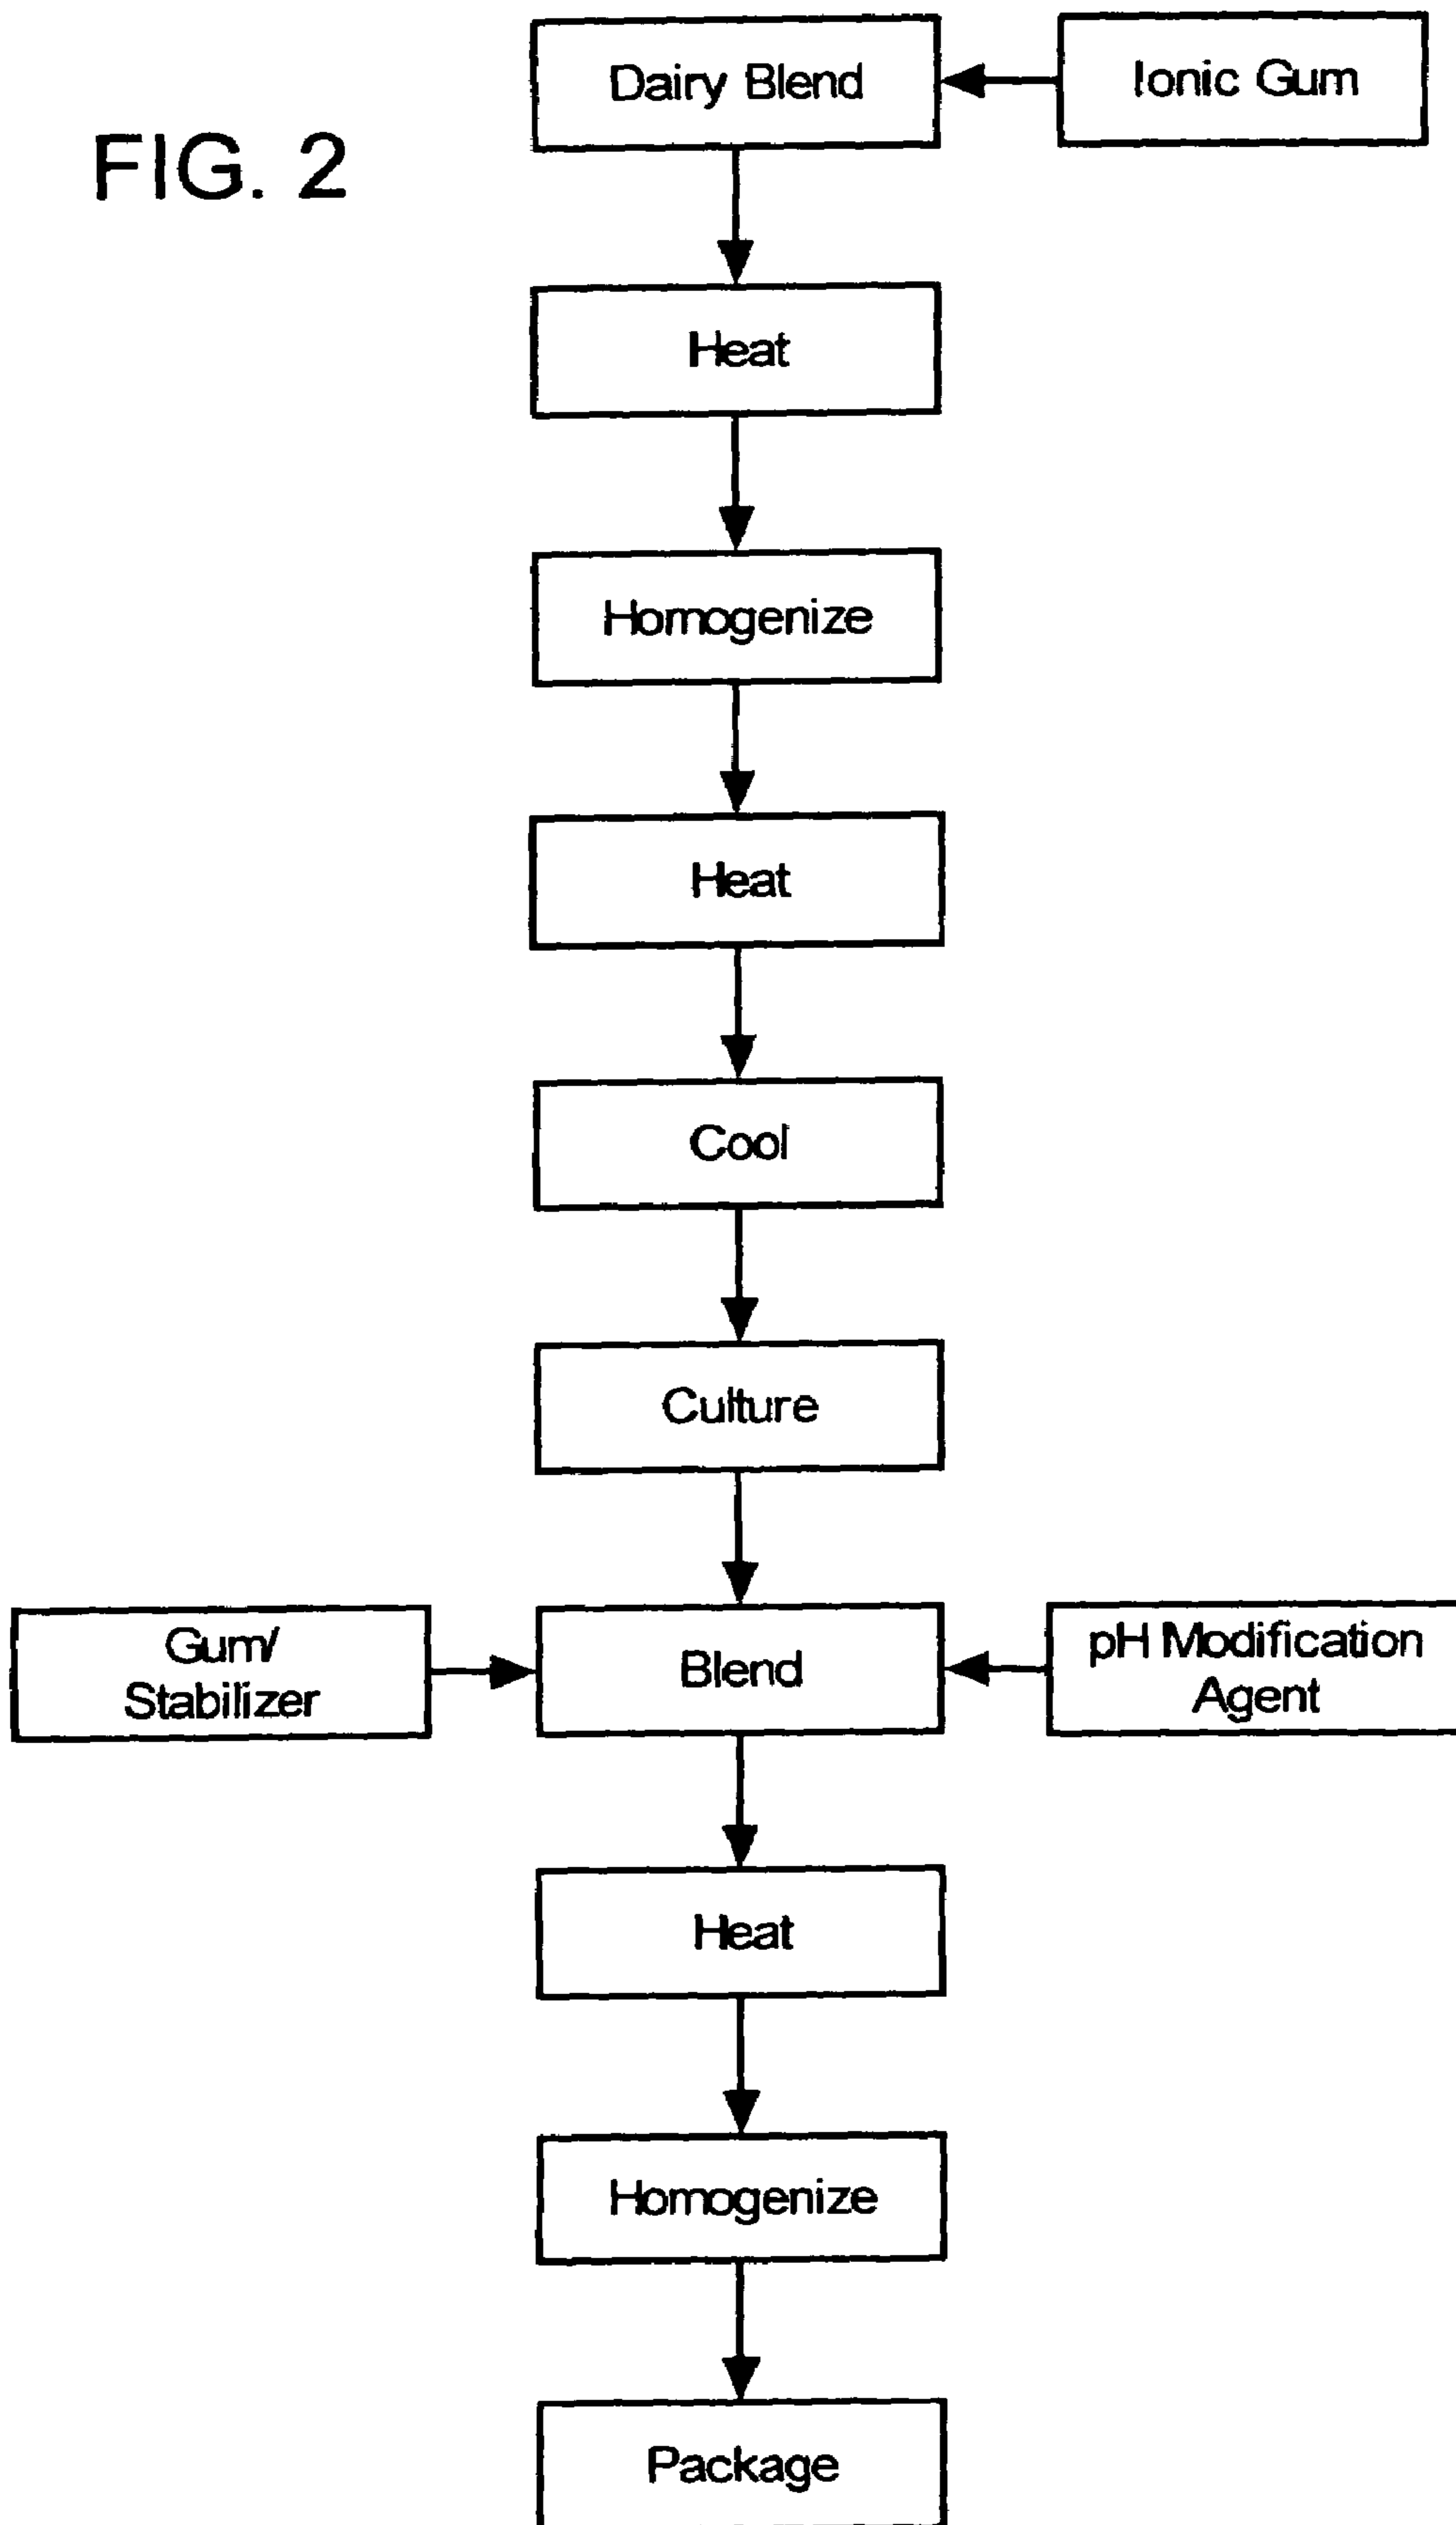 Dairy Blend
Ionic Gum
FIG. 2
Heat
Homogenize
Heat
Cool
Culture
Gum/
Stabilizer
Blend
pH Modification
Agent
Heat
Homogenize
Package